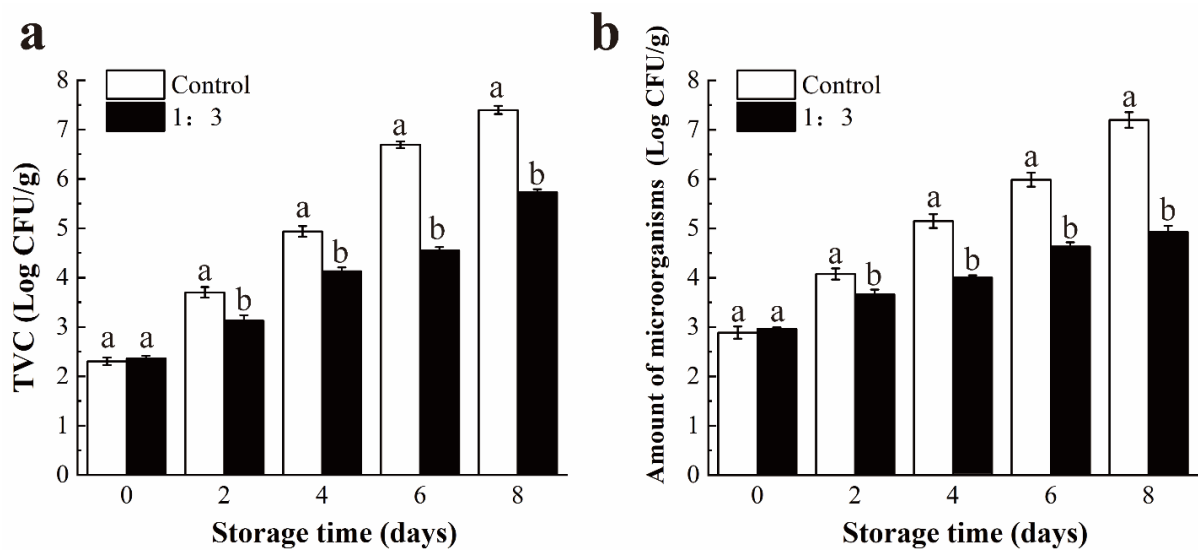 a
TVC (Log CFU/g)
8
7
6
5
4
3
2
1
0
Control
1: 3
a a
a b
a b
a b
a b
0 2 4 6 8
Storage time (days)
b
Amount of microorganisms (Log CFU/g)
8
7
6
5
4
3
2
1
0
Control
1: 3
a a
a b
a b
a b
a b
0 2 4 6 8
Storage time (days)